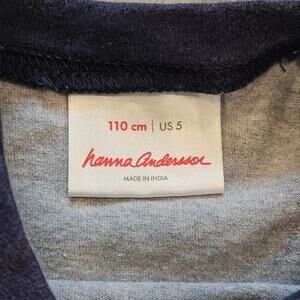 110 cm | US 5
hanna andersson
MADE IN INDIA